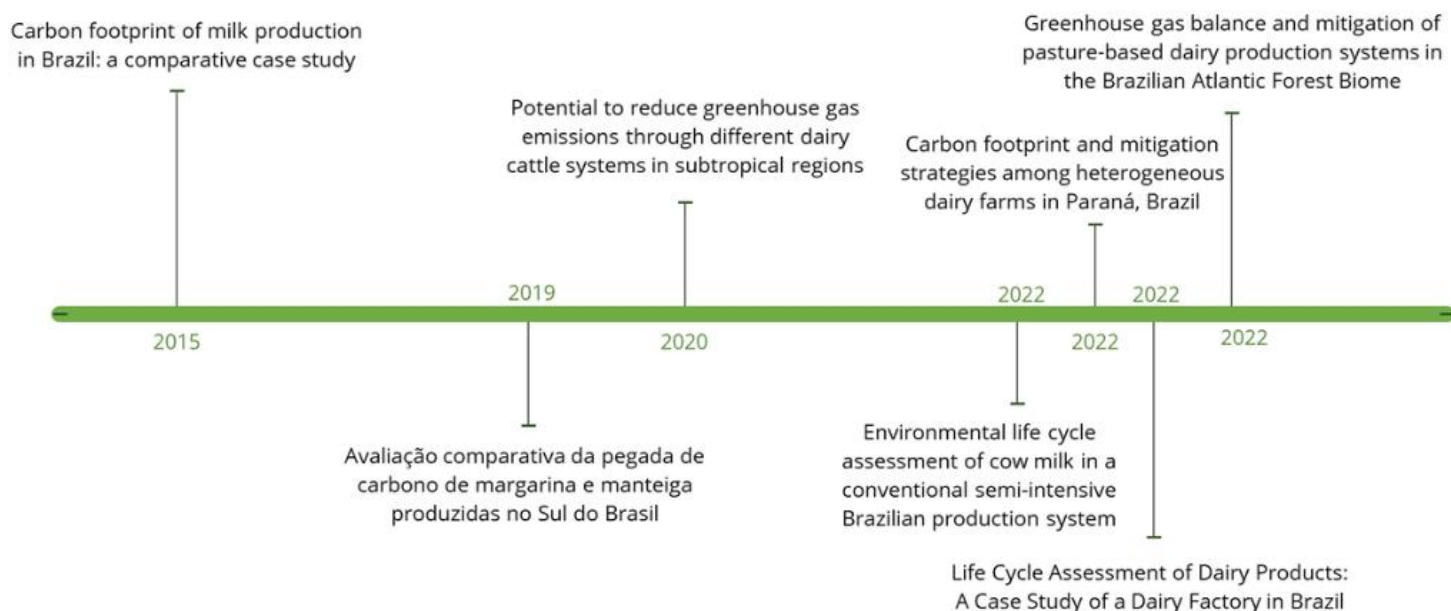 Carbon footprint of milk production
in Brazil: a comparative case study
2015
2019
Avaliação comparativa da pegada de
carbono de margarina e manteiga
produzidas no Sul do Brasil
Potential to reduce greenhouse gas
emissions through different dairy
cattle systems in subtropical regions
2020
2022
Environmental life cycle
assessment of cow milk in a
conventional semi-intensive
Brazilian production system
Carbon footprint and mitigation
strategies among heterogeneous
dairy farms in Paraná, Brazil
2022
2022
Life Cycle Assessment of Dairy Products:
A Case Study of a Dairy Factory in Brazil
Greenhouse gas balance and mitigation of
pasture-based dairy production systems in
the Brazilian Atlantic Forest Biome
2022